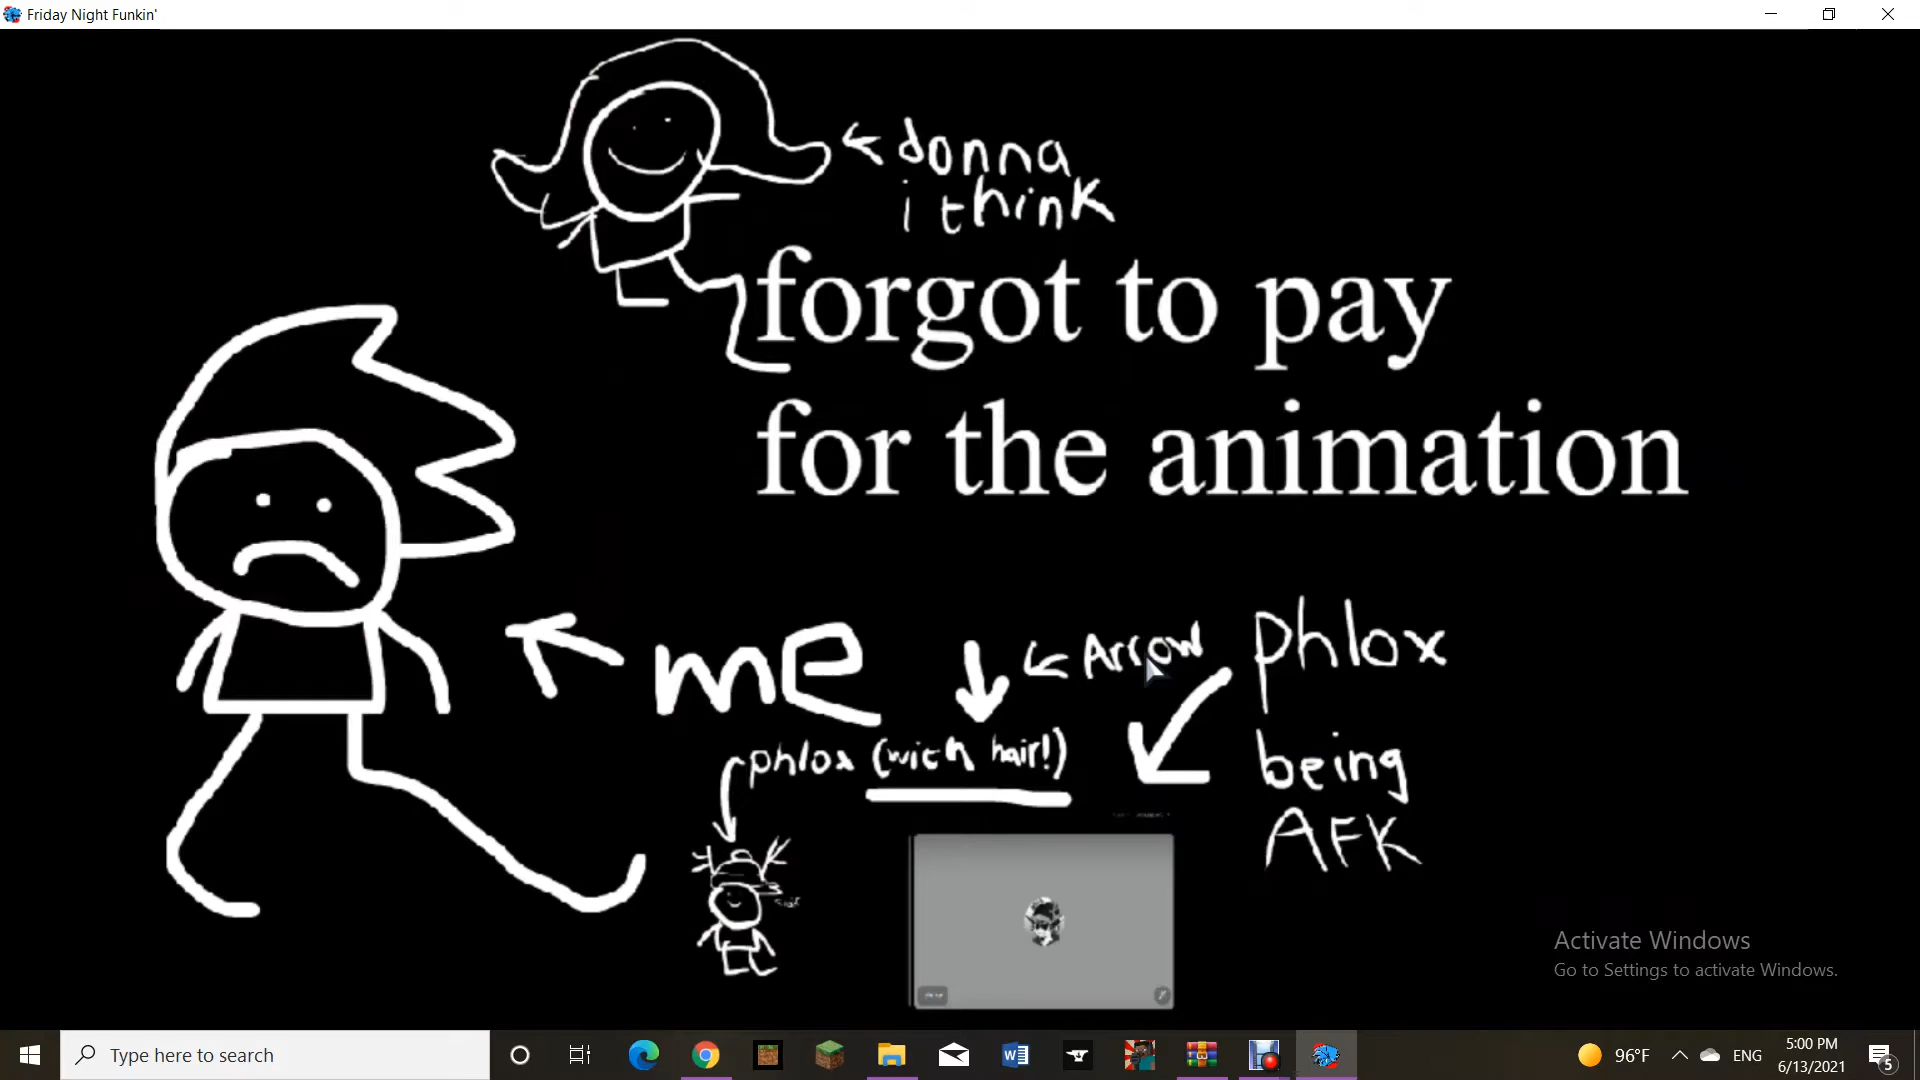 Friday Night Funkin'
donna
i think
forgot to pay
for the animation
me
Arrow
phlox
being
AFK
phlox (with hair!)
Activate Windows
Go to Settings to activate Windows.
Type here to search
96°F
ENG
5:00 PM
6/13/2021
5